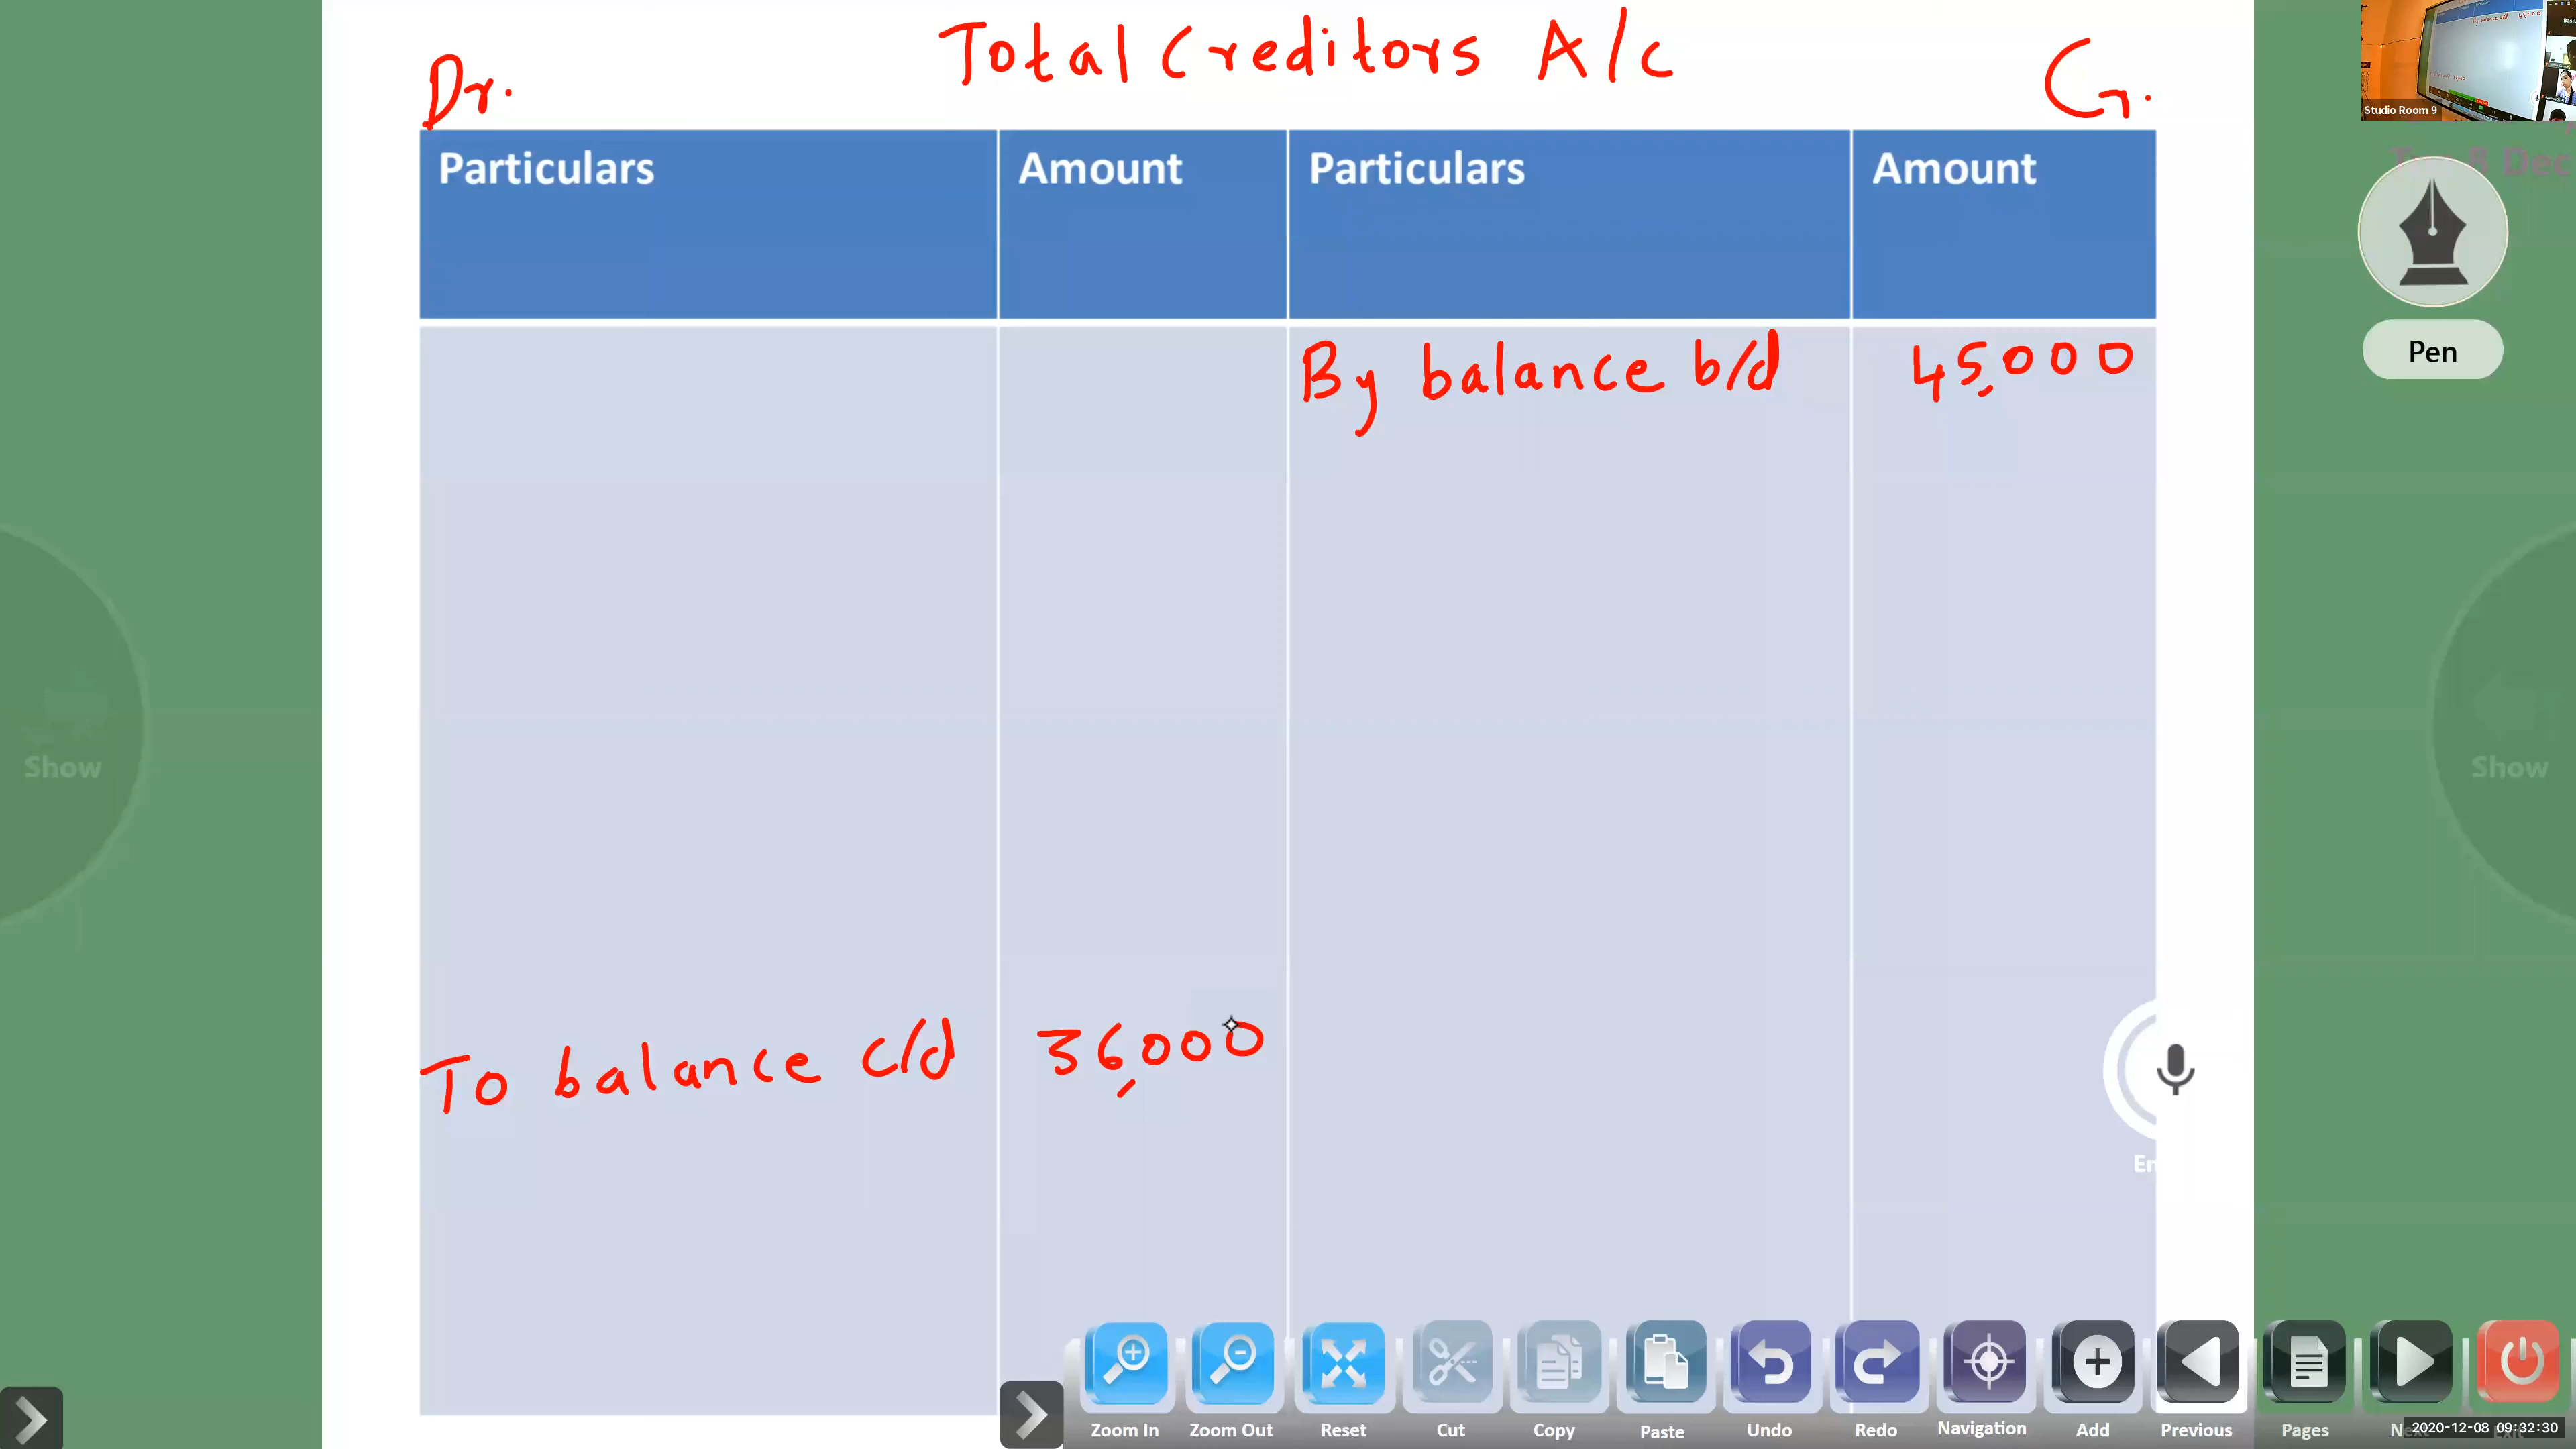 Total Creditors A/c
Dr. Cr.
Particulars Amount Particulars Amount
By balance b/d 45,000
To balance c/d 36,000
Studio Room 9
Dec
Pen
Show
Show
Zoom In Zoom Out Reset Cut Copy Paste Undo Redo Navigation Add Previous Pages
2020-12-08 09:32:30